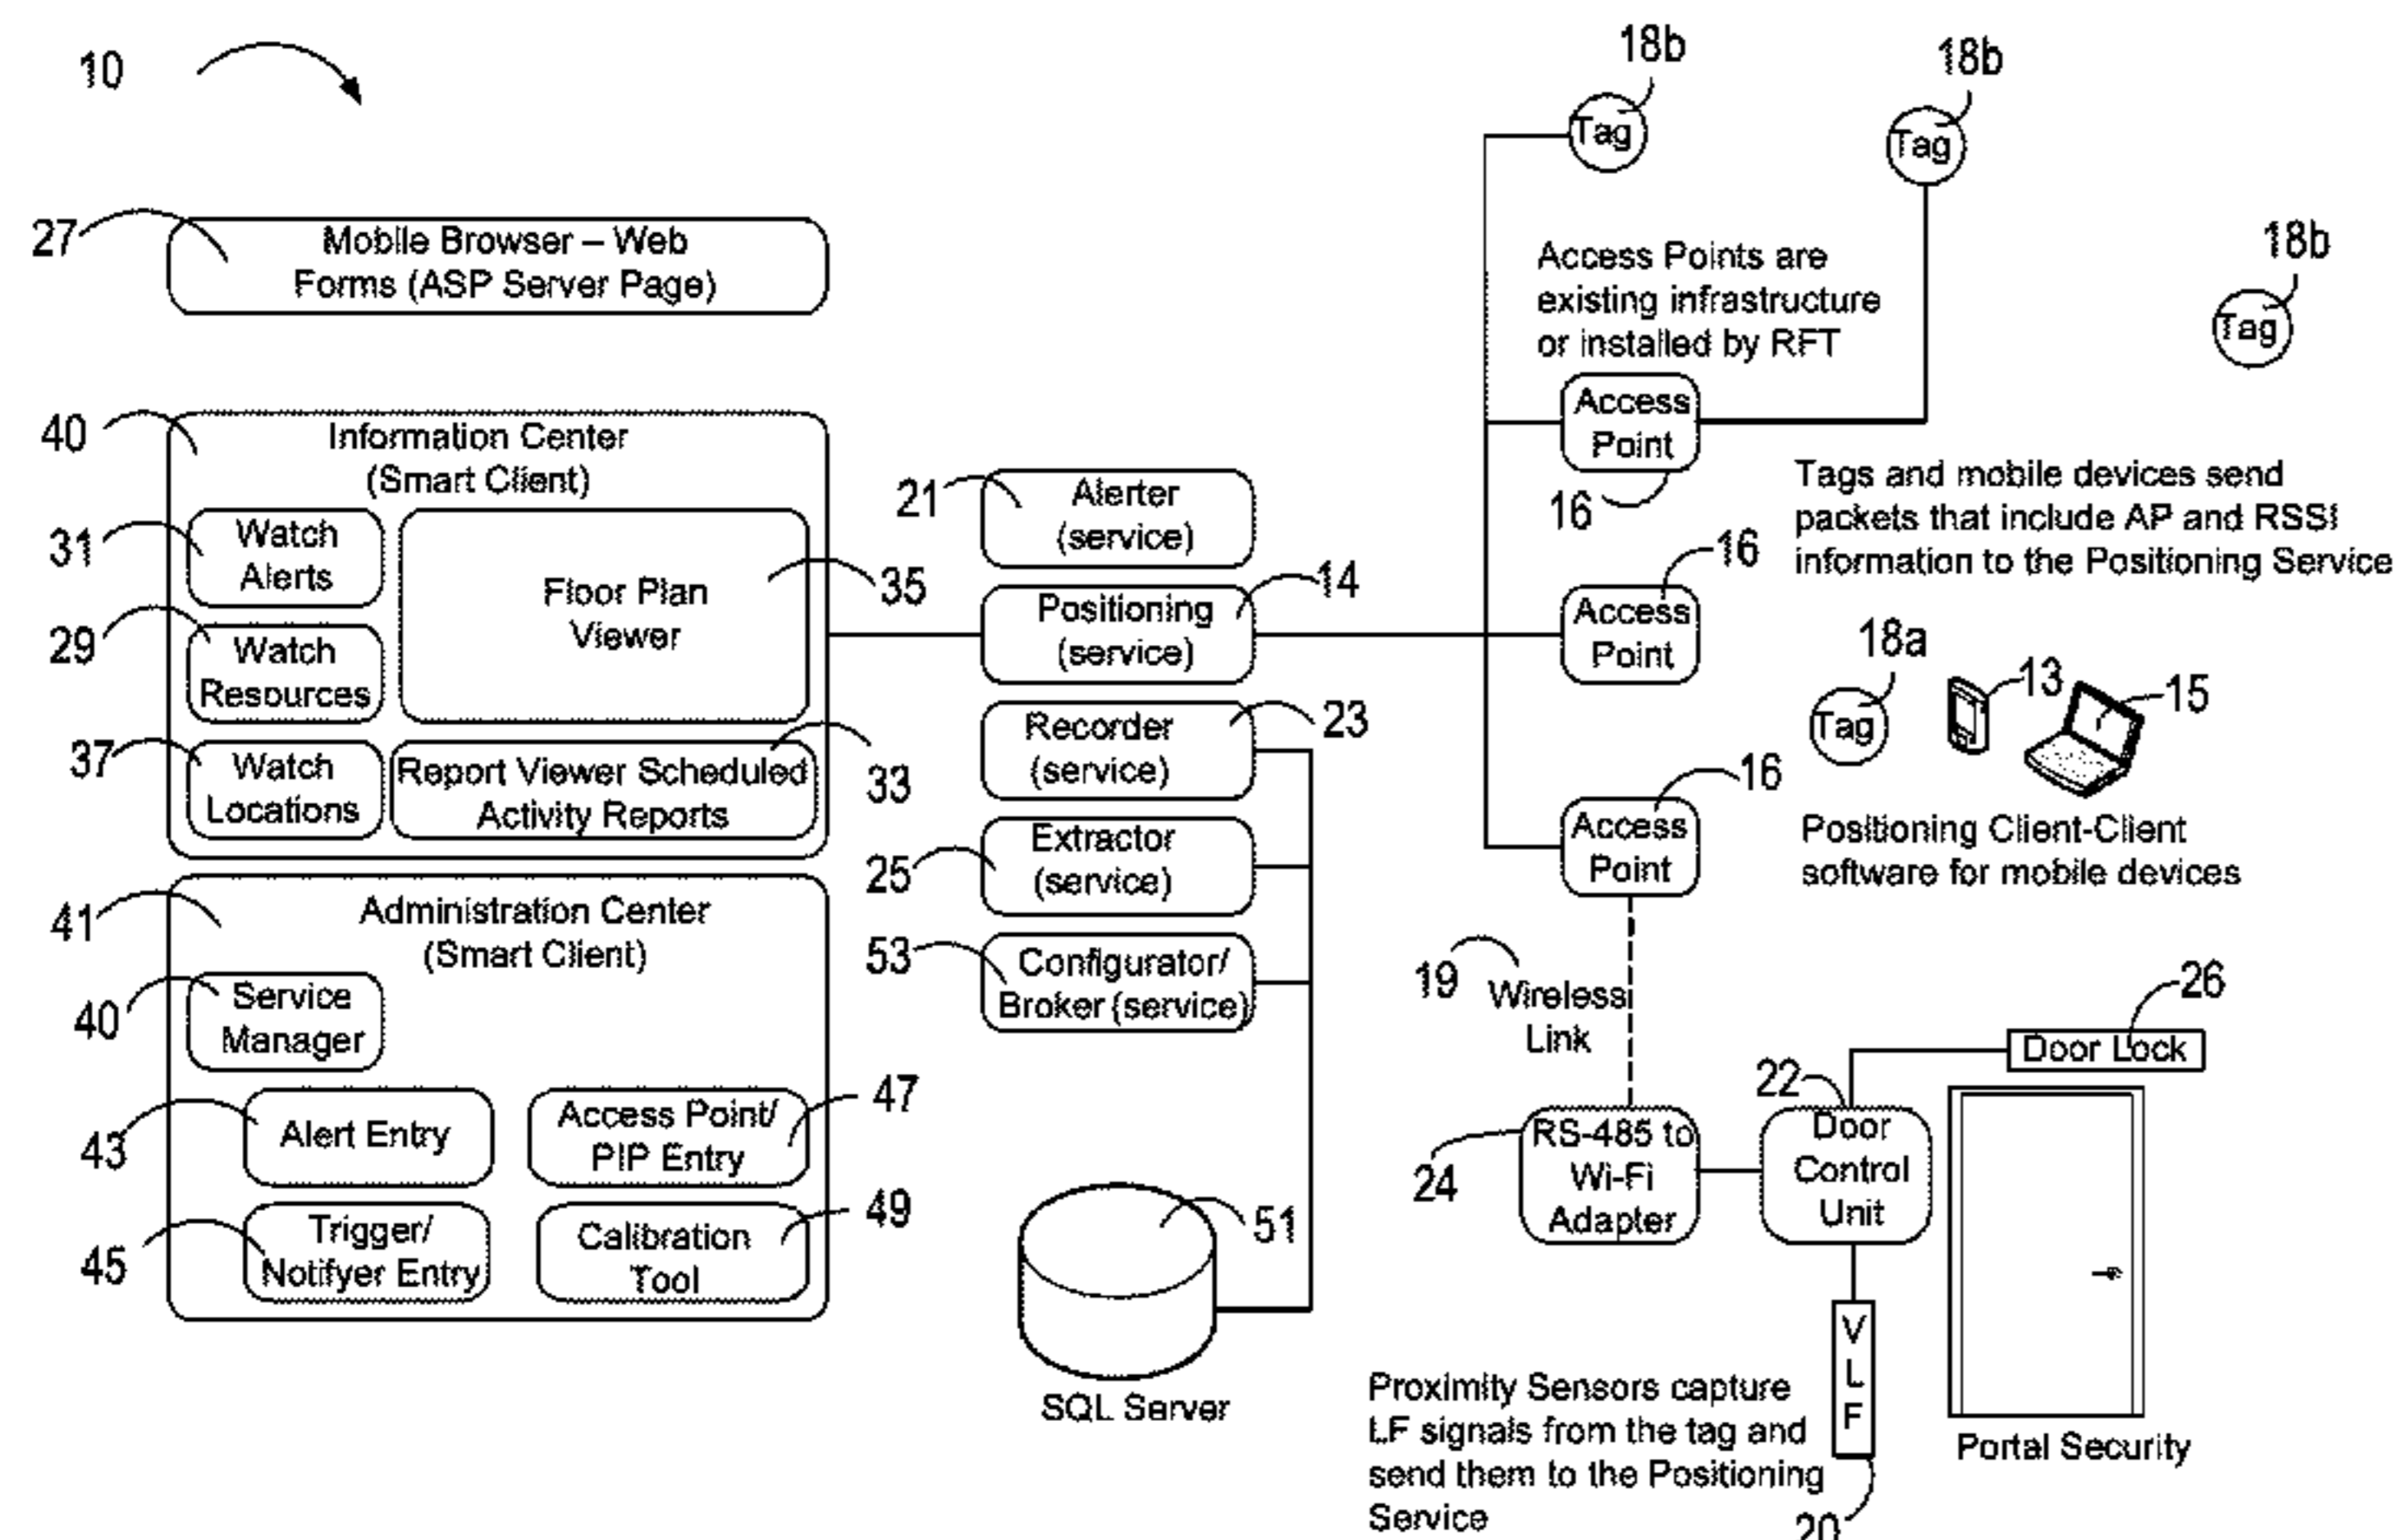 10
27
Mobile Browser – Web
Forms (ASP Server Page)
40
Information Center
(Smart Client)
31
Watch
Alerts
29
Watch
Resources
37
Watch
Locations
Floor Plan
Viewer
35
Report Viewer Scheduled
Activity Reports
33
41
Administration Center
(Smart Client)
40
Service
Manager
43
Alert Entry
Access Point/
PIP Entry
47
45
Trigger/
Notifyer Entry
Calibration
Tool
49
21
Alerter
(service)
Positioning
(service)
14
Recorder
(service)
23
25
Extractor
(service)
53
Configurator/
Broker (service)
51
SQL Server
18b
Tag
18b
Tag
18b
Tag
Access Points are
existing infrastructure
or installed by RFT
Access
Point
16
Tags and mobile devices send
packets that include AP and RSSI
information to the Positioning Service
Access
Point
16
18a
Tag
13
15
Positioning Client-Client
software for mobile devices
Access
Point
16
19
Wireless
Link
24
RS-485 to
Wi-Fi
Adapter
22
Door
Control
Unit
26
Door Lock
V
L
F
20
Portal Security
Proximity Sensors capture
LF signals from the tag and
send them to the Positioning
Service